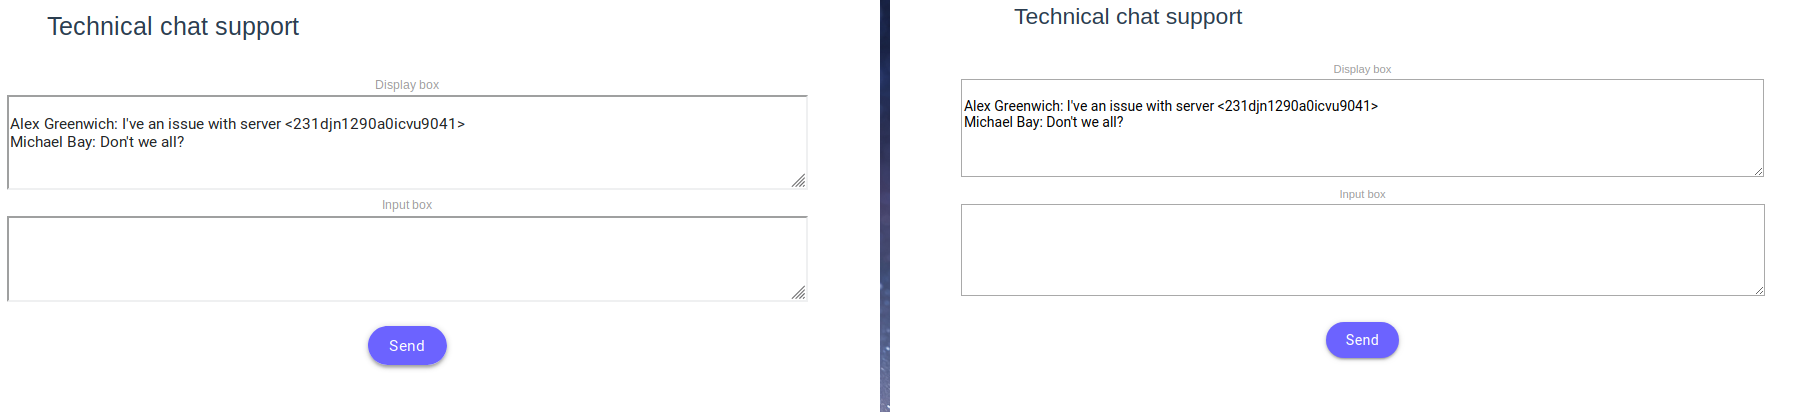 Technical chat support
Display box
Alex Greenwich: I've an issue with server <231djn1290a0icvu9041>
Michael Bay: Don't we all?
Input box
Send
Technical chat support
Display box
Alex Greenwich: I've an issue with server <231djn1290a0icvu9041>
Michael Bay: Don't we all?
Input box
Send